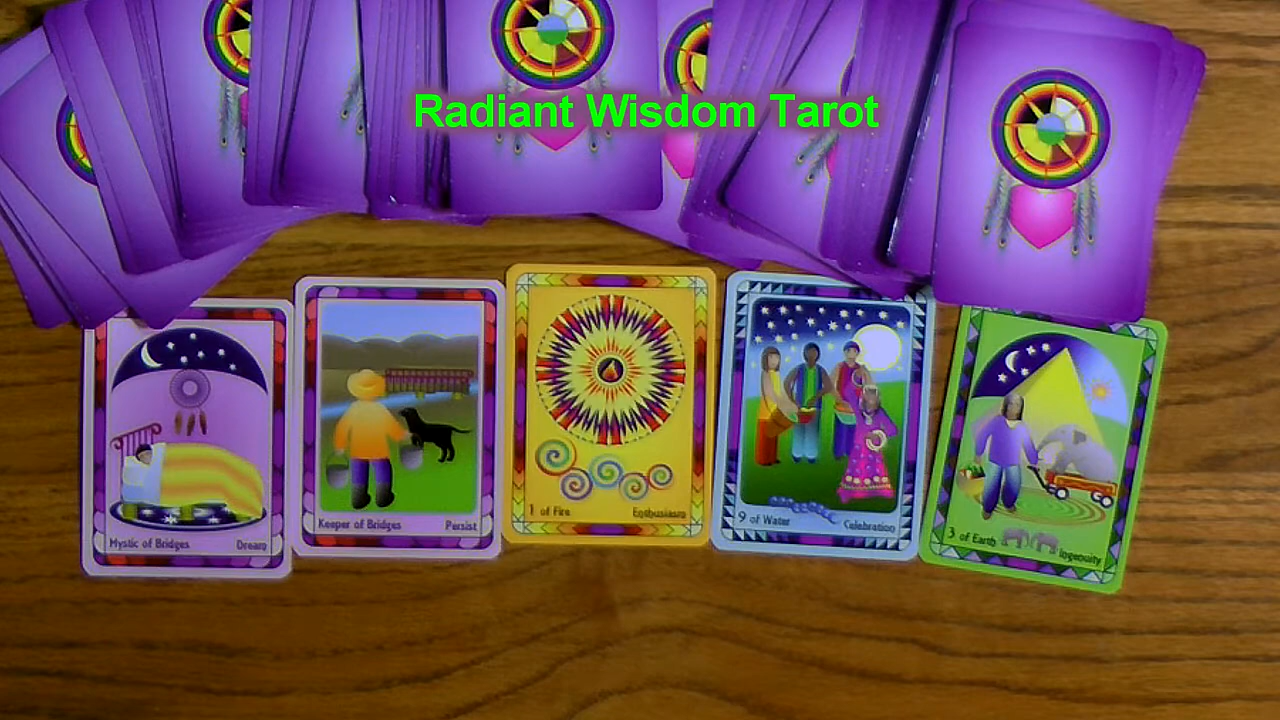 Radiant Wisdom Tarot
Mystic of Bridges Dream
Keeper of Bridges Persist
1 of Fire Enthusiasm
9 of Water Celebration
3 of Earth Ingenuity